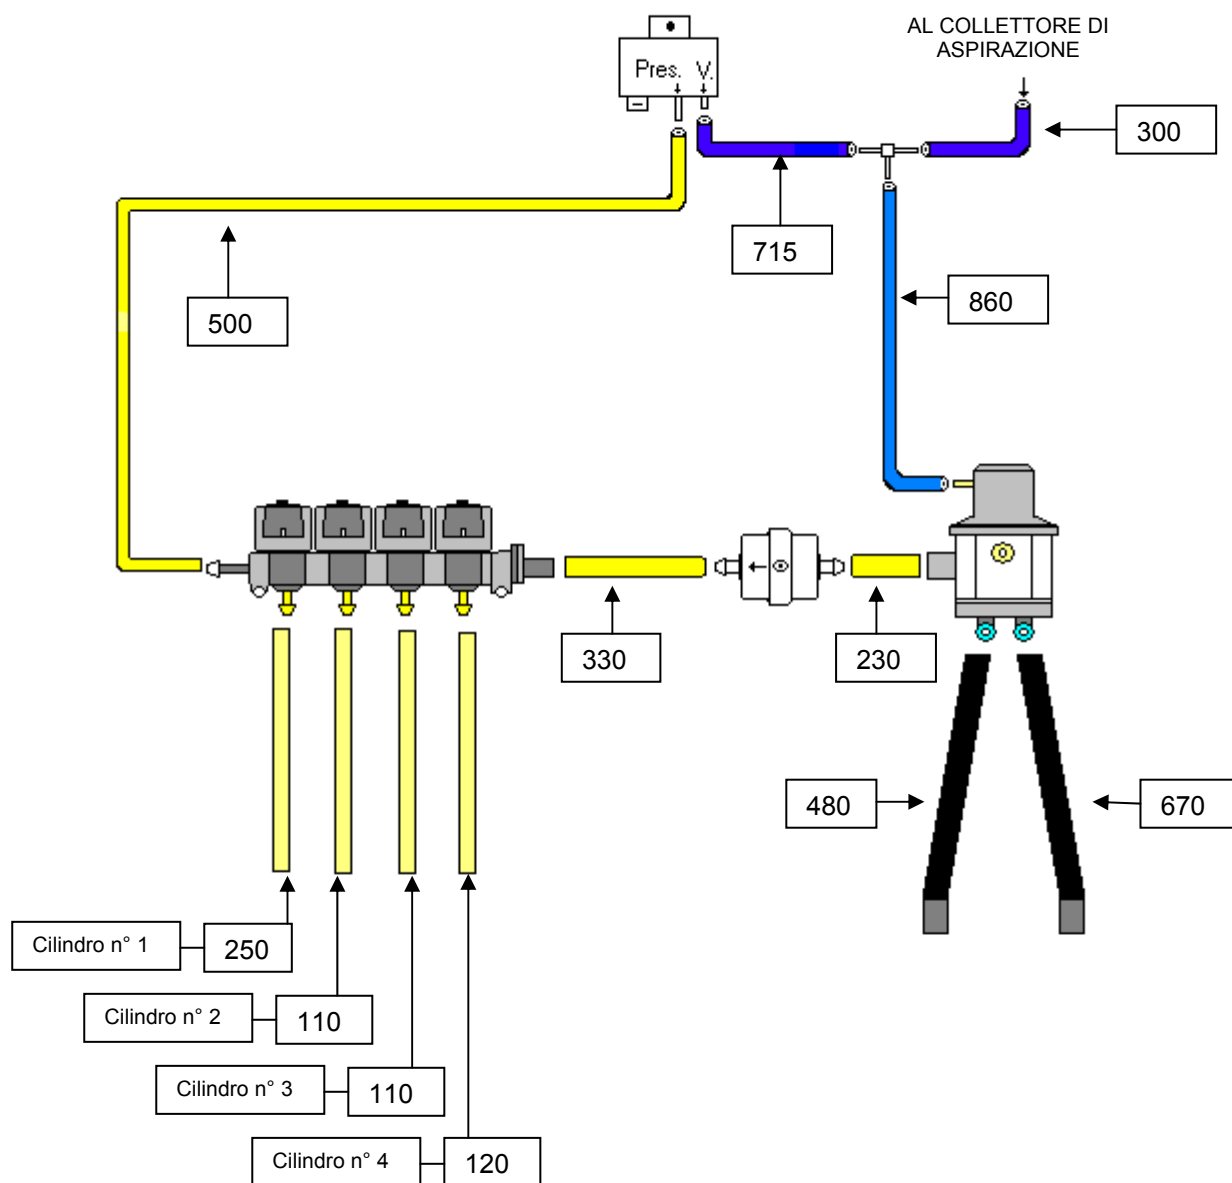 AL COLLETTORE DI
ASPIRAZIONE
Pres. V.
300
715
500
860
330
230
480
670
Cilindro n° 1
250
Cilindro n° 2
110
Cilindro n° 3
110
Cilindro n° 4
120